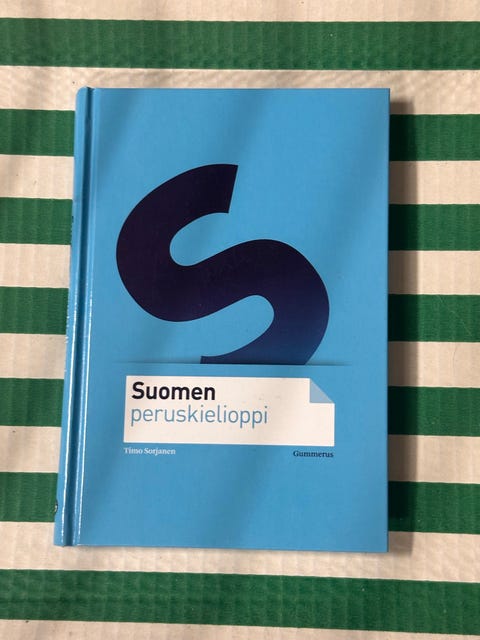 S
Suomen
peruskielioppi
Timo Sorjanen
Gummerus